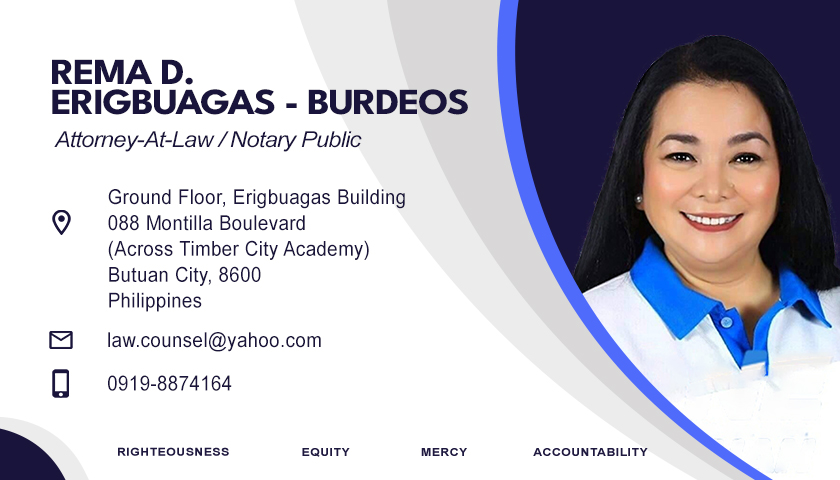 REMA D.
ERIGBUAGAS - BURDEOS
Attorney-At-Law / Notary Public
Ground Floor, Erigbuagas Building
088 Montilla Boulevard
(Across Timber City Academy)
Butuan City, 8600
Philippines
law.counsel@yahoo.com
0919-8874164
RIGHTEOUSNESS EQUITY MERCY ACCOUNTABILITY